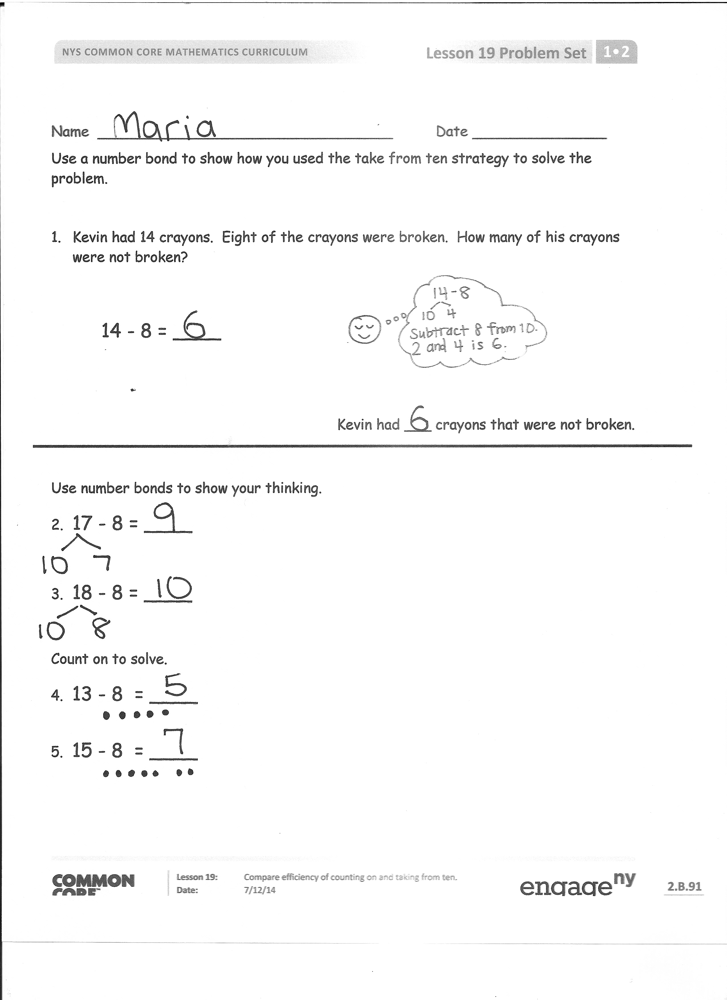 NYS COMMON CORE MATHEMATICS CURRICULUM Lesson 19 Problem Set 1•2
Name Maria Date
Use a number bond to show how you used the take from ten strategy to solve the
problem.
1. Kevin had 14 crayons. Eight of the crayons were broken. How many of his crayons
were not broken?
14 - 8 = 6
14-8
10 4
Subtract 8 from 10.
2 and 4 is 6.
Kevin had 6 crayons that were not broken.
Use number bonds to show your thinking.
2. 17 - 8 = 9
10 7
3. 18 - 8 = 10
10 8
Count on to solve.
4. 13 - 8 = 5
5. 15 - 8 = 7
COMMON
CORE™
Lesson 19: Compare efficiency of counting on and taking from ten.
Date: 7/12/14
engage ny
2.B.91